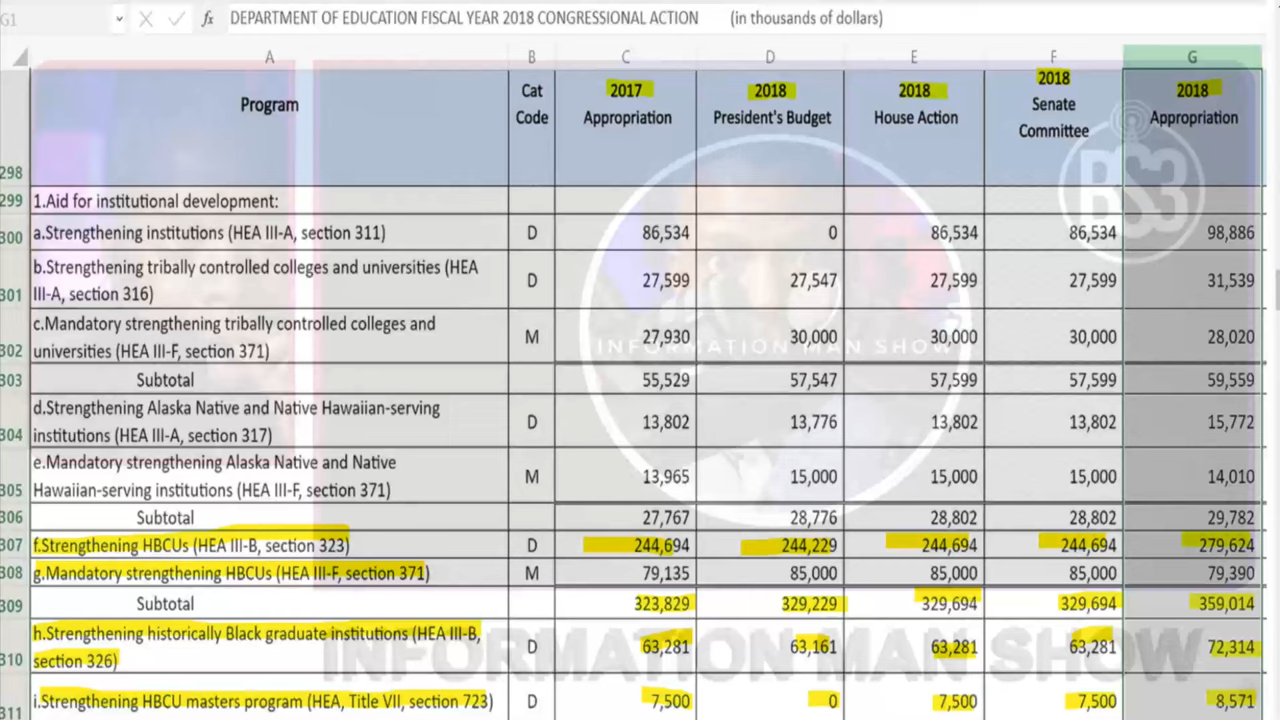 G1 fx DEPARTMENT OF EDUCATION FISCAL YEAR 2018 CONGRESSIONAL ACTION (in thousands of dollars)
A B C D E F G
298 Program Cat Code 2017 Appropriation 2018 President's Budget 2018 House Action 2018 Senate Committee 2018 Appropriation
299 1.Aid for institutional development:
300 a.Strengthening institutions (HEA III-A, section 311) D 86,534 0 86,534 86,534 98,886
301 b.Strengthening tribally controlled colleges and universities (HEA III-A, section 316) D 27,599 27,547 27,599 27,599 31,539
302 c.Mandatory strengthening tribally controlled colleges and universities (HEA III-F, section 371) M 27,930 30,000 30,000 30,000 28,020
303 Subtotal 55,529 57,547 57,599 57,599 59,559
304 d.Strengthening Alaska Native and Native Hawaiian-serving institutions (HEA III-A, section 317) D 13,802 13,776 13,802 13,802 15,772
305 e.Mandatory strengthening Alaska Native and Native Hawaiian-serving institutions (HEA III-F, section 371) M 13,965 15,000 15,000 15,000 14,010
306 Subtotal 27,767 28,776 28,802 28,802 29,782
307 f.Strengthening HBCUs (HEA III-B, section 323) D 244,694 244,229 244,694 244,694 279,624
308 g.Mandatory strengthening HBCUs (HEA III-F, section 371) M 79,135 85,000 85,000 85,000 79,390
309 Subtotal 323,829 329,229 329,694 329,694 359,014
310 h.Strengthening historically Black graduate institutions (HEA III-B, section 326) D 63,281 63,161 63,281 63,281 72,314
311 i.Strengthening HBCU masters program (HEA, Title VII, section 723) D 7,500 0 7,500 7,500 8,571
BS3
INFORMATION MAN SHOW
INFORMATION MAN SHOW